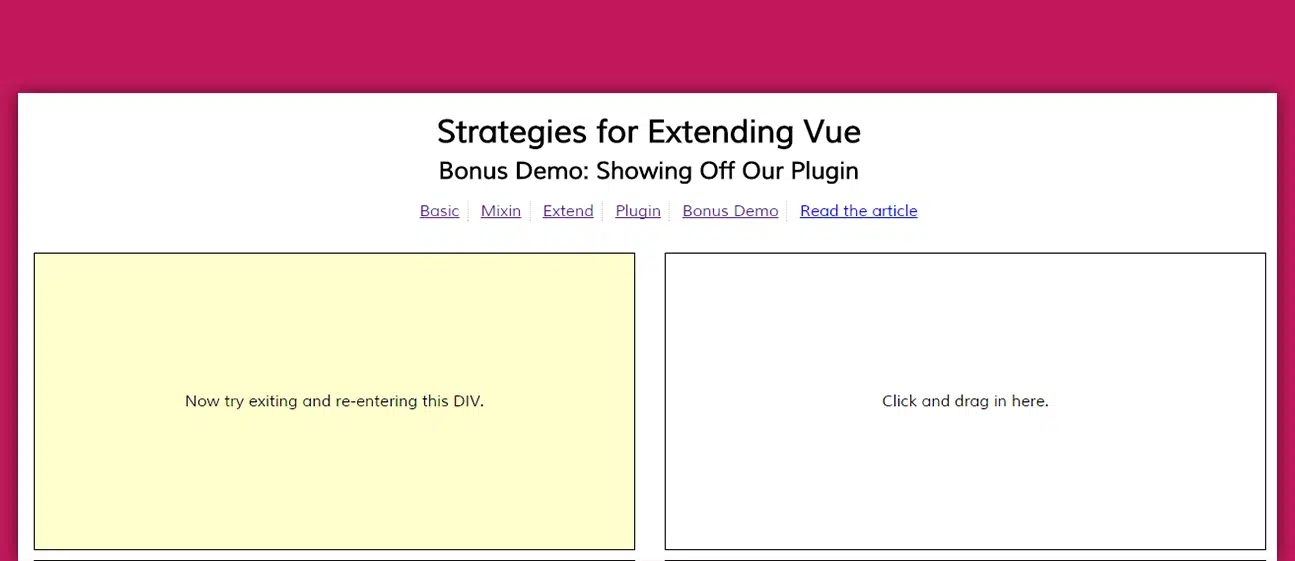 Strategies for Extending Vue
Bonus Demo: Showing Off Our Plugin
Basic Mixin Extend Plugin Bonus Demo Read the article
Now try exiting and re-entering this DIV.
Click and drag in here.